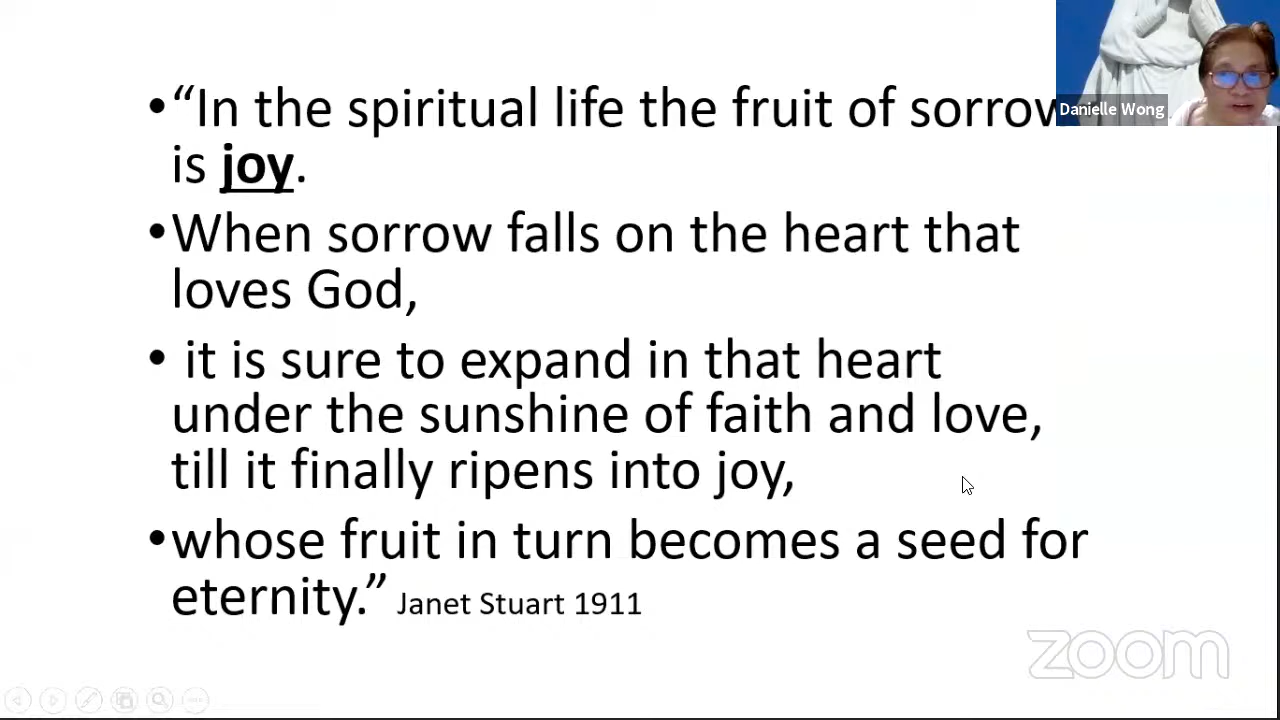 •“In the spiritual life the fruit of sorrow
is joy.
•When sorrow falls on the heart that
loves God,
• it is sure to expand in that heart
under the sunshine of faith and love,
till it finally ripens into joy,
•whose fruit in turn becomes a seed for
eternity.” Janet Stuart 1911
Danielle Wong
zoom